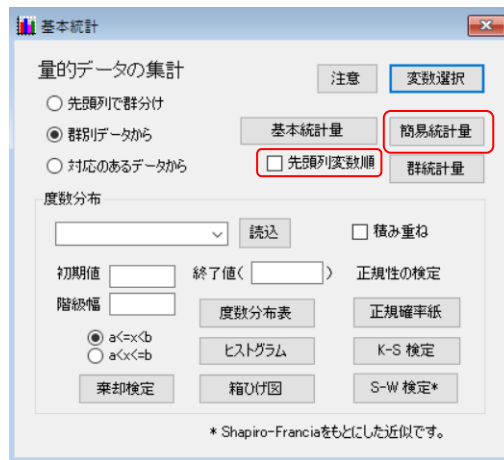 基本統計
量的データの集計
注意 変数選択
先頭列で群分け
群別データから 基本統計量 簡易統計量
対応のあるデータから 先頭列変数順 群統計量
度数分布
読込 積み重ね
初期値 終了値( ) 正規性の検定
階級幅 度数分布表 正規確率紙
a<=x<b
a<x<=b ヒストグラム K-S 検定
棄却検定 箱ひげ図 S-W 検定*
* Shapiro-Franciaをもとにした近似です。